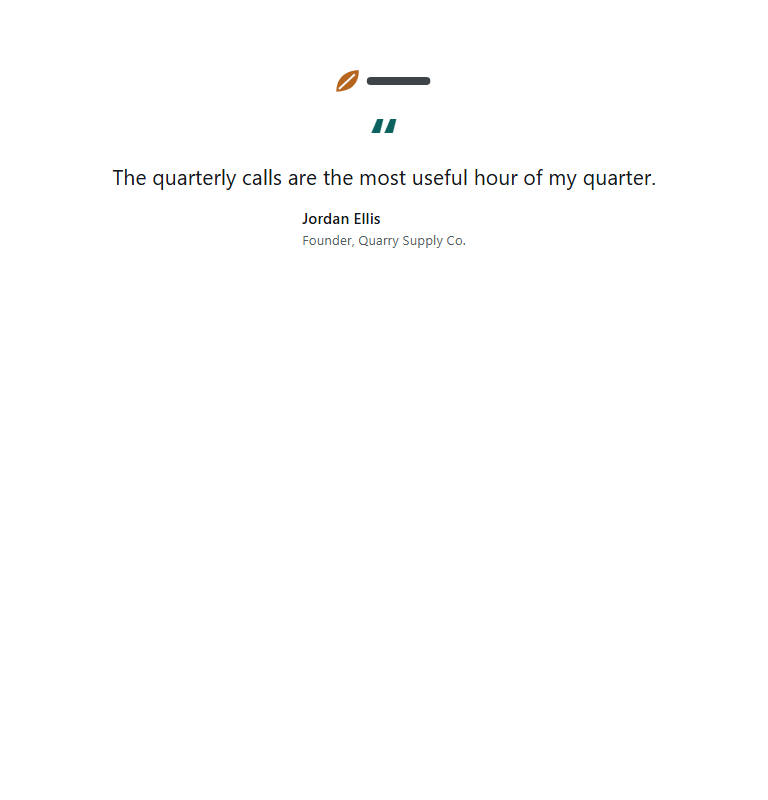 “
The quarterly calls are the most useful hour of my quarter.
Jordan Ellis
Founder, Quarry Supply Co.